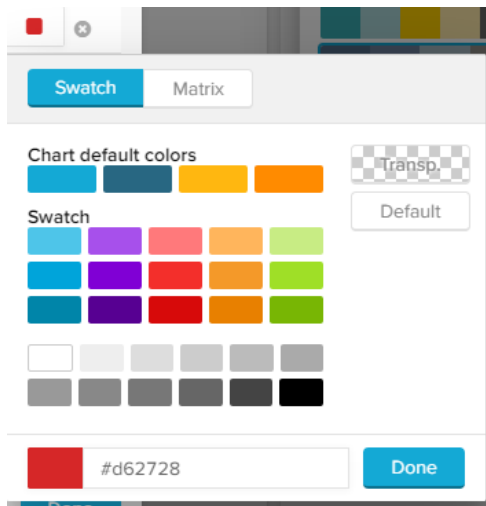 Swatch
Matrix
Chart default colors
Transp.
Default
Swatch
#d62728
Done